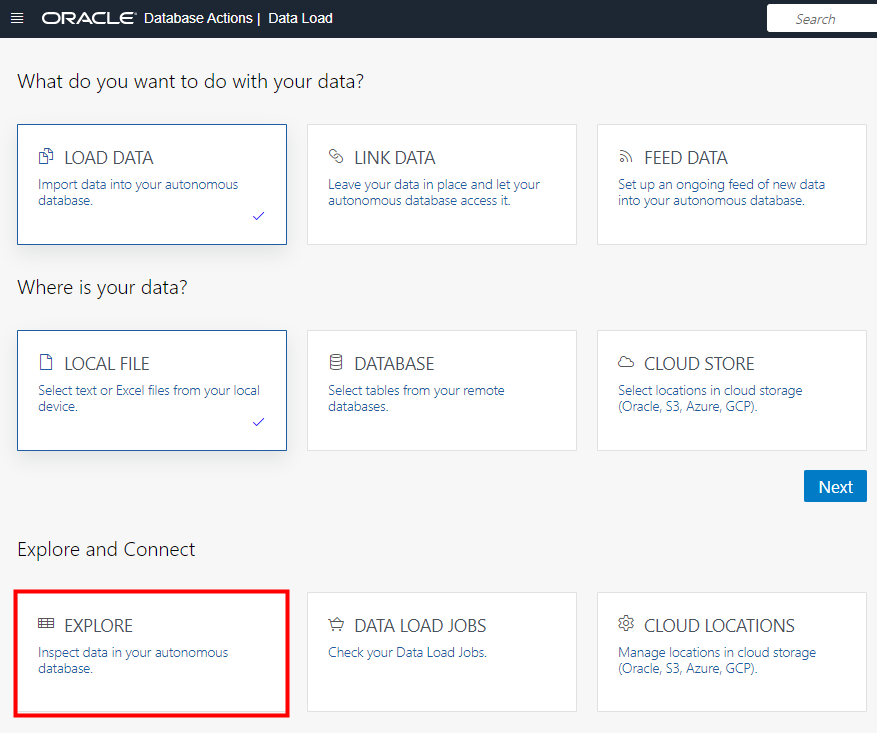 ORACLE Database Actions | Data Load
Search
What do you want to do with your data?
LOAD DATA
Import data into your autonomous
database.
LINK DATA
Leave your data in place and let your
autonomous database access it.
FEED DATA
Set up an ongoing feed of new data
into your autonomous database.
Where is your data?
LOCAL FILE
Select text or Excel files from your local
device.
DATABASE
Select tables from your remote
databases.
CLOUD STORE
Select locations in cloud storage
(Oracle, S3, Azure, GCP).
Next
Explore and Connect
EXPLORE
Inspect data in your autonomous
database.
DATA LOAD JOBS
Check your Data Load Jobs.
CLOUD LOCATIONS
Manage locations in cloud storage
(Oracle, S3, Azure, GCP).